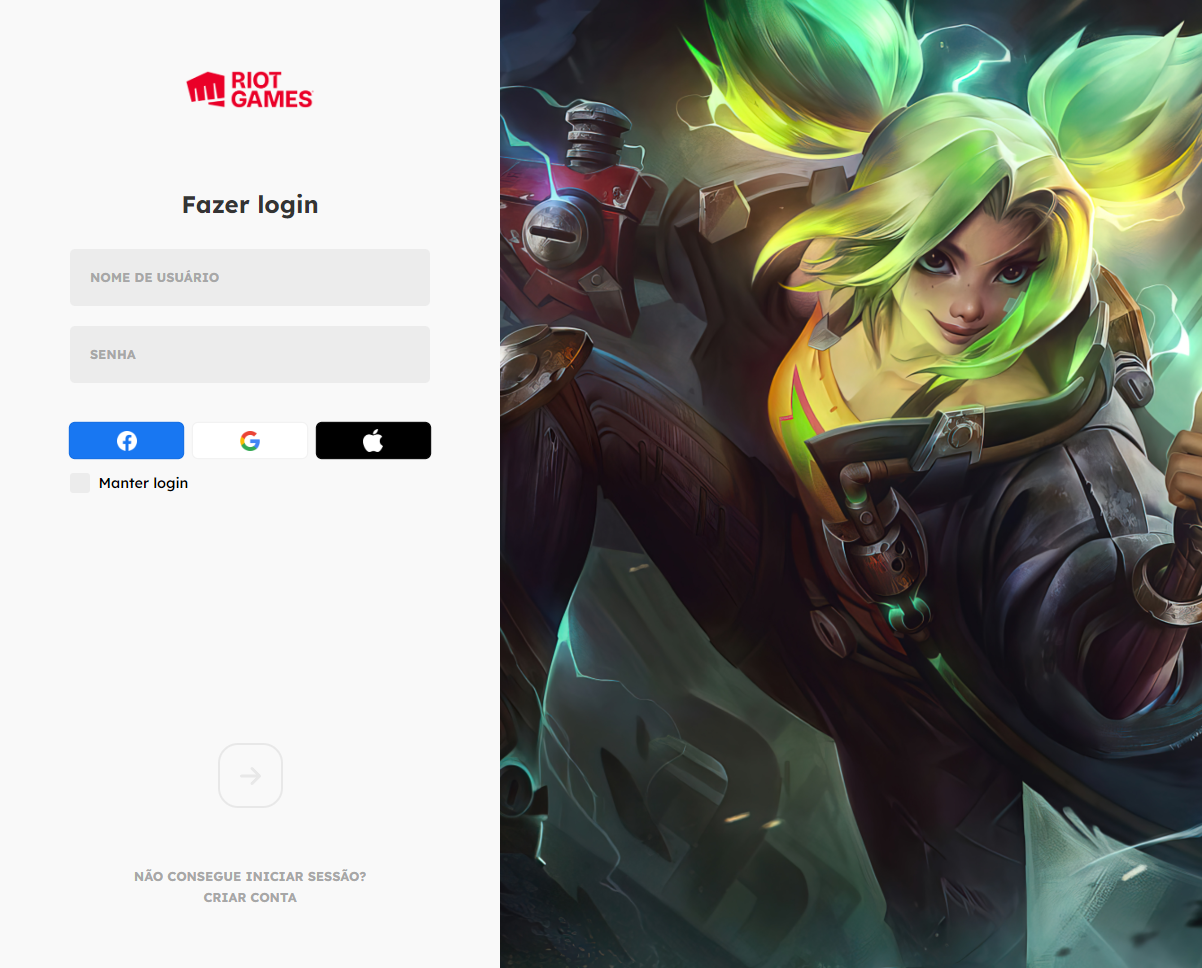 RIOT
GAMES
Fazer login
NOME DE USUÁRIO
SENHA
Manter login
NÃO CONSEGUE INICIAR SESSÃO?
CRIAR CONTA